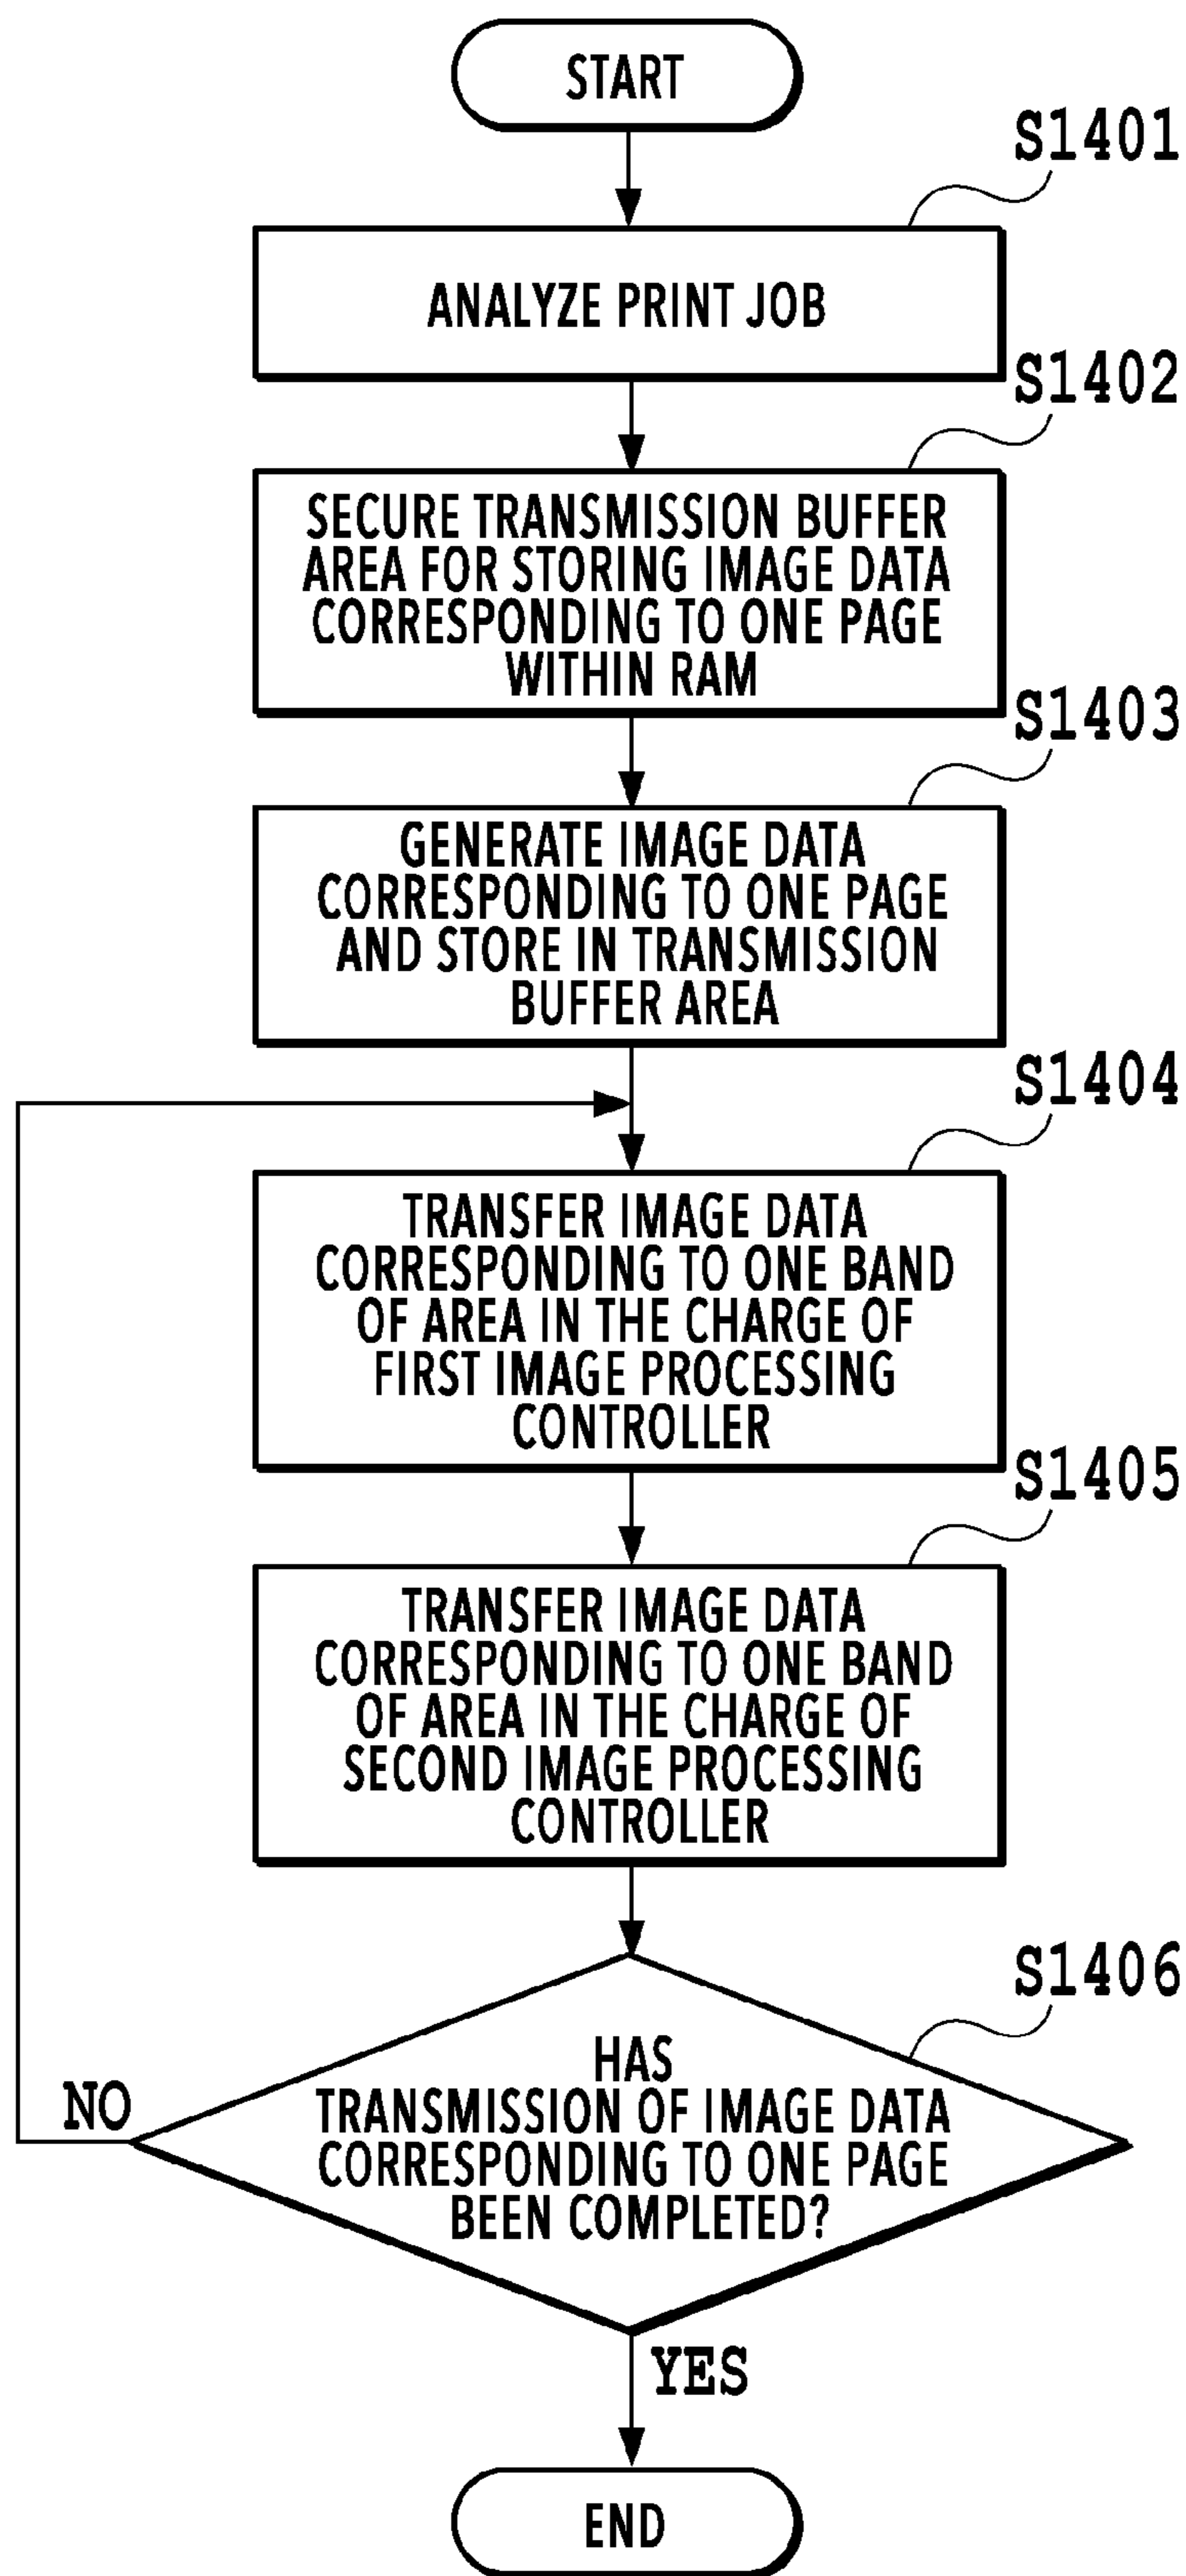 START
S1401
ANALYZE PRINT JOB
S1402
SECURE TRANSMISSION BUFFER
AREA FOR STORING IMAGE DATA
CORRESPONDING TO ONE PAGE
WITHIN RAM
S1403
GENERATE IMAGE DATA
CORRESPONDING TO ONE PAGE
AND STORE IN TRANSMISSION
BUFFER AREA
S1404
TRANSFER IMAGE DATA
CORRESPONDING TO ONE BAND
OF AREA IN THE CHARGE OF
FIRST IMAGE PROCESSING
CONTROLLER
S1405
TRANSFER IMAGE DATA
CORRESPONDING TO ONE BAND
OF AREA IN THE CHARGE OF
SECOND IMAGE PROCESSING
CONTROLLER
S1406
HAS
TRANSMISSION OF IMAGE DATA
CORRESPONDING TO ONE PAGE
BEEN COMPLETED?
NO
YES
END